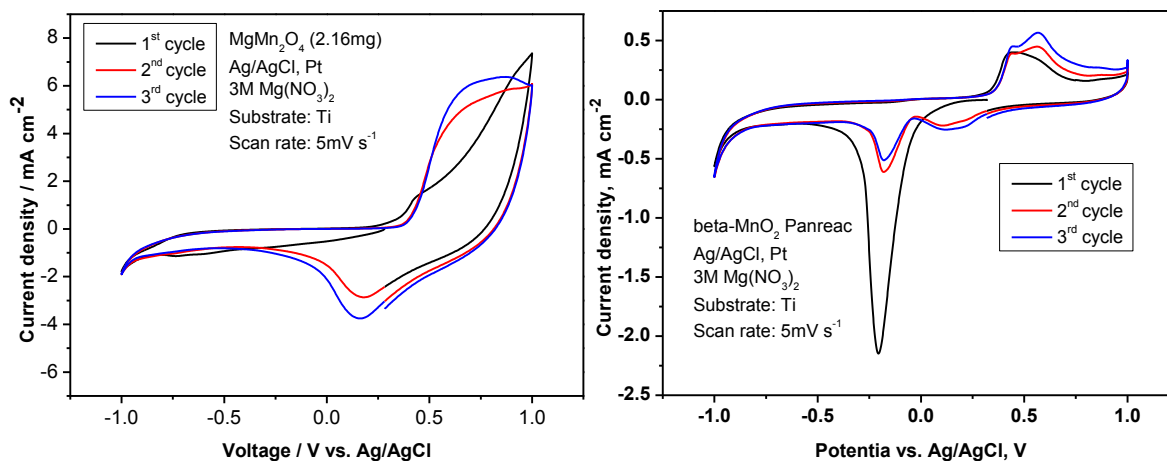 8
6
4
2
0
-2
-4
-6
-1.0
-0.5
0.0
0.5
1.0
Current density / mA cm⁻²
Voltage / V vs. Ag/AgCl
1ˢᵗ cycle
2ⁿᵈ cycle
3ʳᵈ cycle
MgMn₂O₄ (2.16mg)
Ag/AgCl, Pt
3M Mg(NO₃)₂
Substrate: Ti
Scan rate: 5mV s⁻¹
0.5
0.0
-0.5
-1.0
-1.5
-2.0
-2.5
-1.0
-0.5
0.0
0.5
1.0
Current density, mA cm⁻²
Potentia vs. Ag/AgCl, V
1ˢᵗ cycle
2ⁿᵈ cycle
3ʳᵈ cycle
beta-MnO₂ Panreac
Ag/AgCl, Pt
3M Mg(NO₃)₂
Substrate: Ti
Scan rate: 5mV s⁻¹